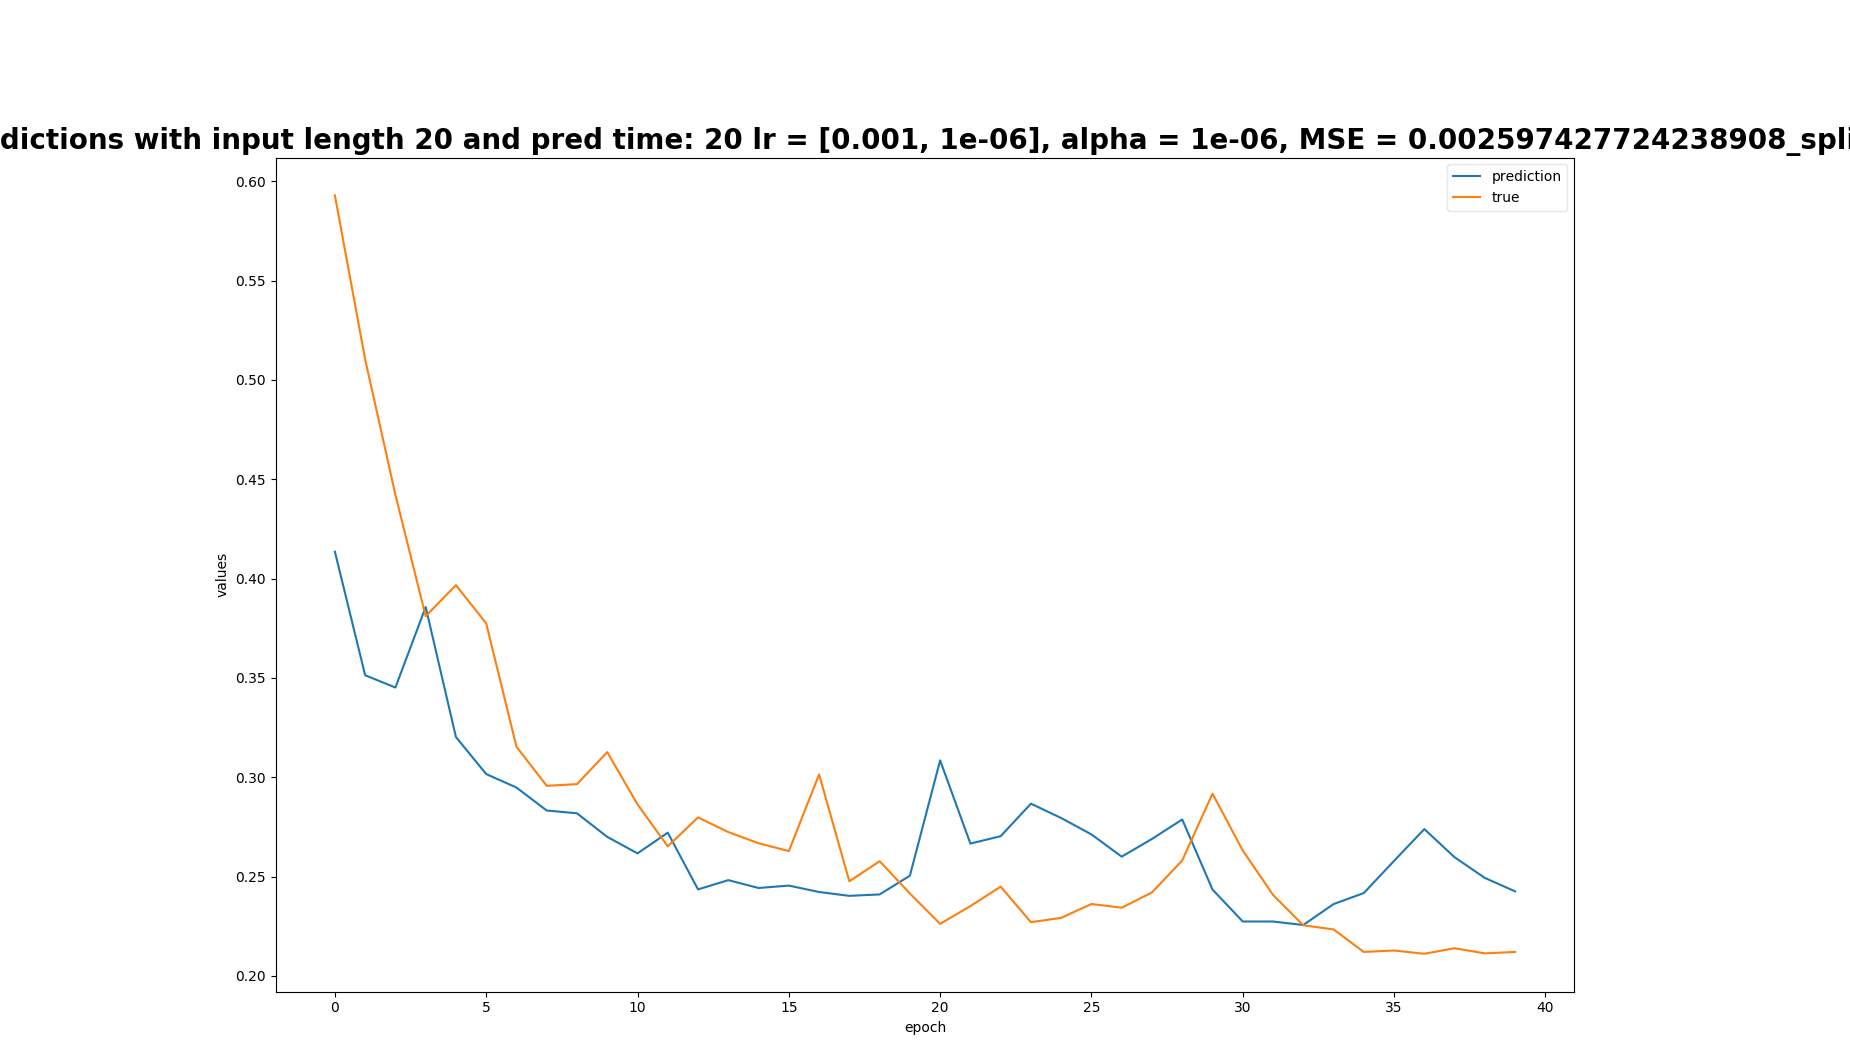 dictions with input length 20 and pred time: 20 lr = [0.001, 1e-06], alpha = 1e-06, MSE = 0.002597427724238908_spli
prediction
true
0.60
0.55
0.50
0.45
0.40
0.35
0.30
0.25
0.20
values
0 5 10 15 20 25 30 35 40
epoch